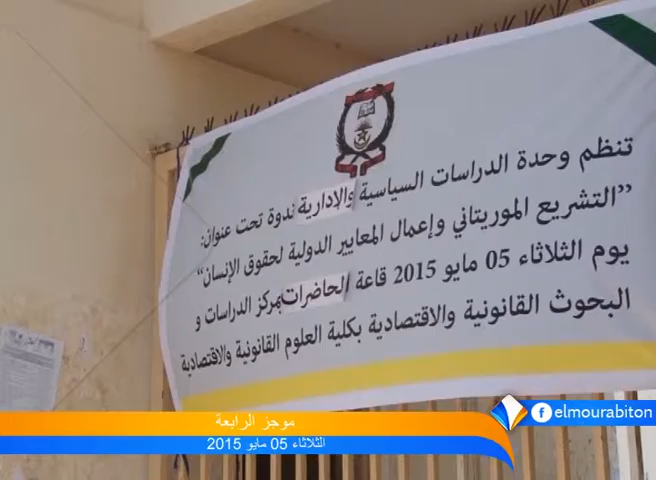 تنظم وحدة الدراسات السياسية والإدارية ندوة تحت عنوان:
"التشريع الموريتاني وإعمال المعايير الدولية لحقوق الإنسان"
يوم الثلاثاء 05 مايو 2015 قاعة الحاضرات بمركز الدراسات و
البحوث القانونية والاقتصادية بكلية العلوم القانونية والاقتصادية
موجز الرابعة
الثلاثاء 05 مايو 2015
elmourabiton